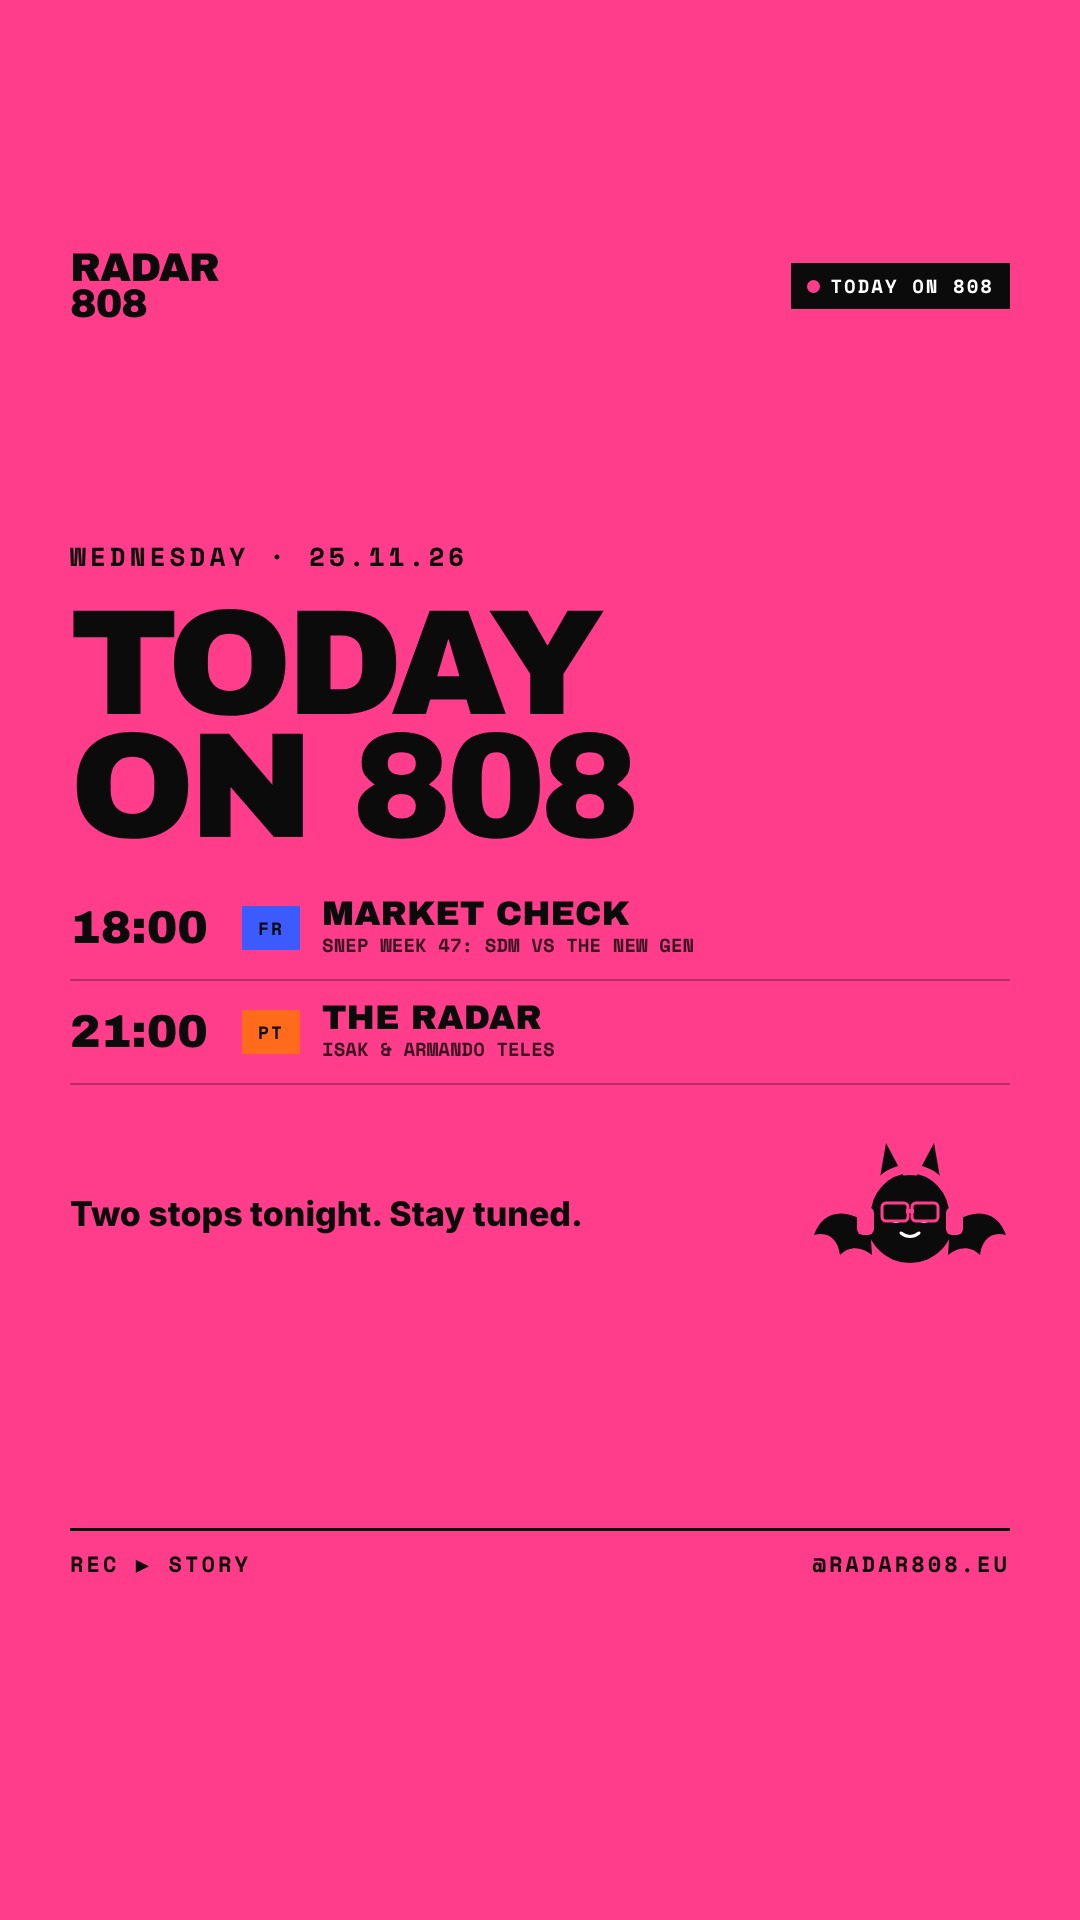 RADAR
808
TODAY ON 808
WEDNESDAY · 25.11.26
TODAY
ON 808
18:00 FR MARKET CHECK
SNEP WEEK 47: SDM VS THE NEW GEN
21:00 PT THE RADAR
ISAK & ARMANDO TELES
Two stops tonight. Stay tuned.
REC ▶ STORY
@RADAR808.EU